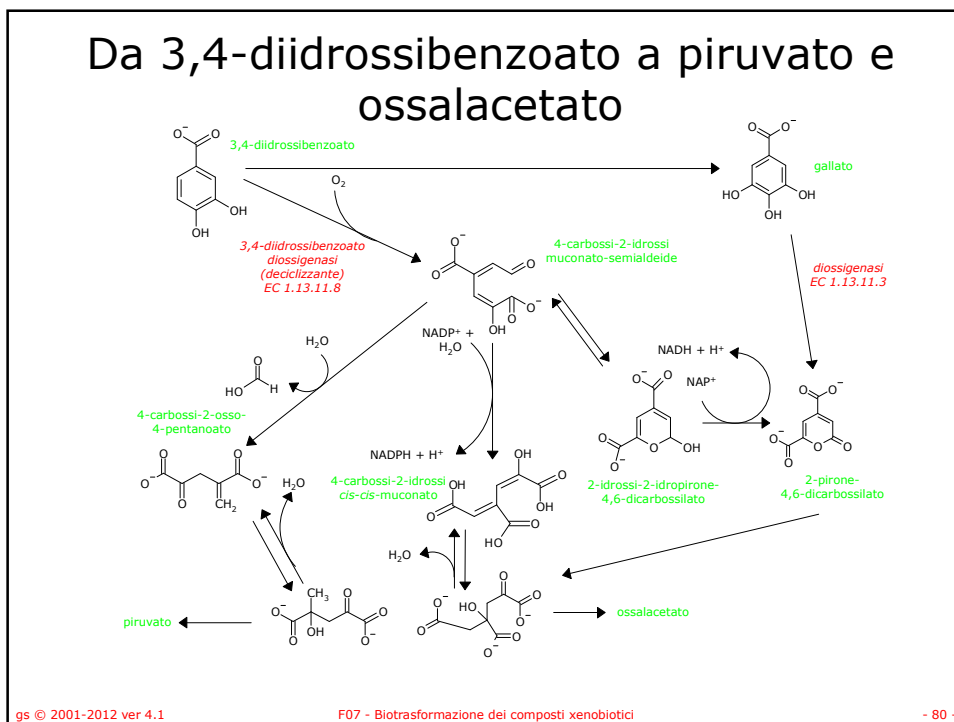 Da 3,4-diidrossibenzoato a piruvato e
ossalacetato
O⁻ O
3,4-diidrossibenzoato
OH
OH
O₂
O O⁻
gallato
HO OH
OH
3,4-diidrossibenzoato
diossigenasi
(deciclizzante)
EC 1.13.11.8
4-carbossi-2-idrossi
muconato-semialdeide
O⁻
O O
O O⁻
OH
diossigenasi
EC 1.13.11.3
H₂O
NADP⁺ +
H₂O
NADH + H⁺
NAP⁺
O
HO H
4-carbossi-2-osso-
4-pentanoato
O⁻ O
O O OH
O⁻
O O⁻
O⁻ O O
O
NADPH + H⁺
4-carbossi-2-idrossi
cis-cis-muconato
2-idrossi-2-idropirone-
4,6-dicarbossilato
2-pirone-
4,6-dicarbossilato
O O
O⁻ O⁻
O CH₂
H₂O
OH
OH O
O OH
O
HO
H₂O
CH₃
O⁻ O O
O OH O⁻
O⁻ O
HO O
O O⁻
O
O⁻
piruvato
ossalacetato
gs © 2001-2012 ver 4.1
F07 - Biotrasformazione dei composti xenobiotici
- 80 -